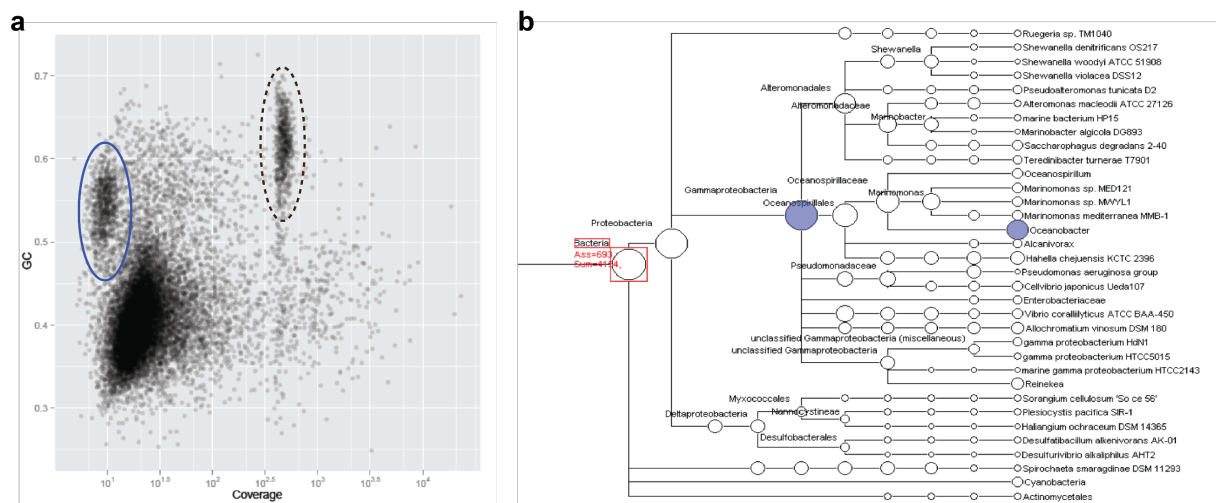 a
b
0.7
0.6
0.5
0.4
0.3
GC
10^1
10^1.5
10^2
10^2.5
10^3
10^3.5
10^4
Coverage
Ruegeria sp. TM1040
Shewanella
Shewanella denitrificans OS217
Shewanella woodyi ATCC 51908
Shewanella violacea DSS12
Alteromonadales
Pseudoalteromonas tunicata D2
Alteromonadaceae
Alteromonas macleodii ATCC 27126
Marinobacter
marine bacterium HP15
Marinobacter algicola DG893
Saccharophagus degradans 2-40
Teredinibacter turnerae T7901
Oceanospirillaceae
Oceanospirillum
Gammaproteobacteria
Marinomonas
Marinomonas sp. MED121
Oceanospirillales
Marinomonas sp. MWYL1
Marinomonas mediterranea MMB-1
Proteobacteria
Oceanobacter
Bacteria
Alcanivorax
Ass=693,
Sum=4194,
Hahella chejuensis KCTC 2396
Pseudomonadaceae
Pseudomonas aeruginosa group
Cellvibrio japonicus Ueda107
Enterobacteriaceae
Vibrio coralliilyticus ATCC BAA-450
Allochromatium vinosum DSM 180
unclassified Gammaproteobacteria (miscellaneous)
gamma proteobacterium HdN1
unclassified Gammaproteobacteria
gamma proteobacterium HTCC5015
marine gamma proteobacterium HTCC2143
Reinekea
Myxococcales
Sorangium cellulosum 'So ce 56'
Nannocystineae
Plesiocystis pacifica SIR-1
Deltaproteobacteria
Haliangium ochraceum DSM 14365
Desulfobacterales
Desulfatibacillum alkenivorans AK-01
Desulfurivibrio alkaliphilus AHT2
Spirochaeta smaragdinae DSM 11293
Cyanobacteria
Actinomycetales